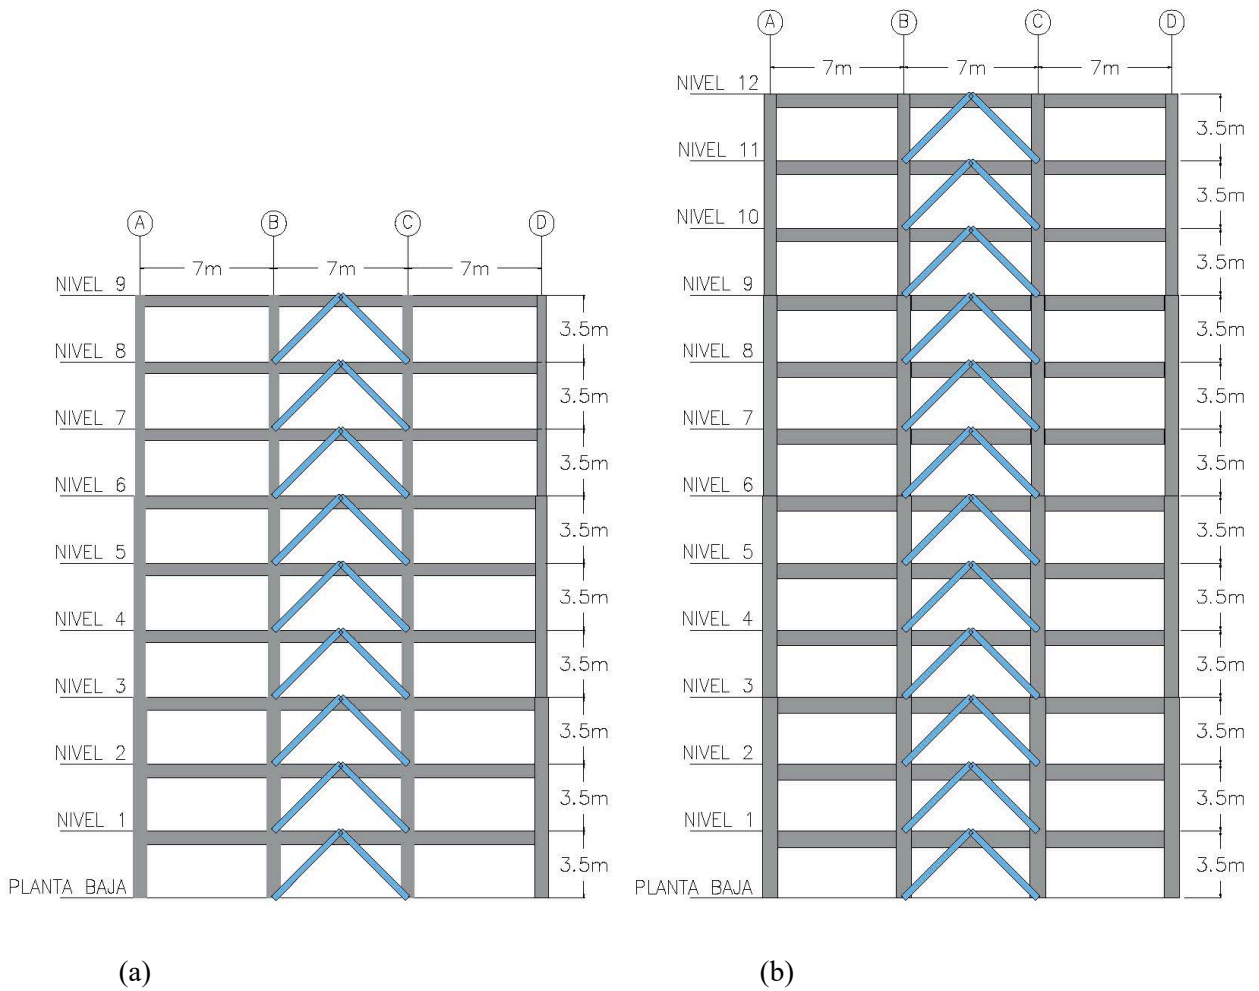 A B C D
7m 7m 7m
NIVEL 9
3.5m
NIVEL 8
3.5m
NIVEL 7
3.5m
NIVEL 6
3.5m
NIVEL 5
3.5m
NIVEL 4
3.5m
NIVEL 3
3.5m
NIVEL 2
3.5m
NIVEL 1
3.5m
PLANTA BAJA
(a)
A B C D
7m 7m 7m
NIVEL 12
3.5m
NIVEL 11
3.5m
NIVEL 10
3.5m
NIVEL 9
3.5m
NIVEL 8
3.5m
NIVEL 7
3.5m
NIVEL 6
3.5m
NIVEL 5
3.5m
NIVEL 4
3.5m
NIVEL 3
3.5m
NIVEL 2
3.5m
NIVEL 1
3.5m
PLANTA BAJA
(b)